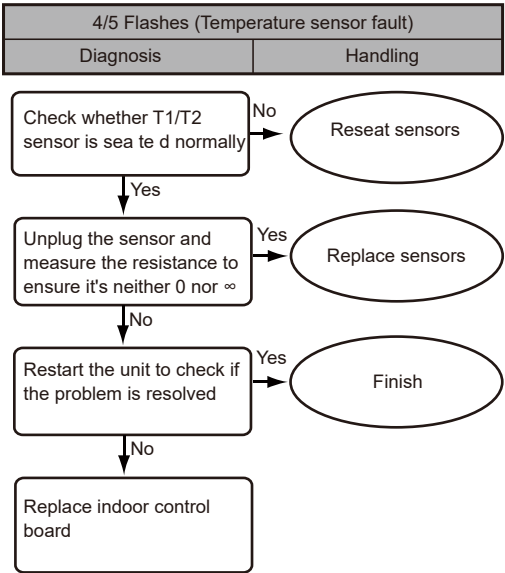 4/5 Flashes (Temperature sensor fault)
Diagnosis
Handling
Check whether T1/T2
sensor is sea te d normally
No
Reseat sensors
Yes
Unplug the sensor and
measure the resistance to
ensure it's neither 0 nor ∞
Yes
Replace sensors
No
Restart the unit to check if
the problem is resolved
Yes
Finish
No
Replace indoor control
board